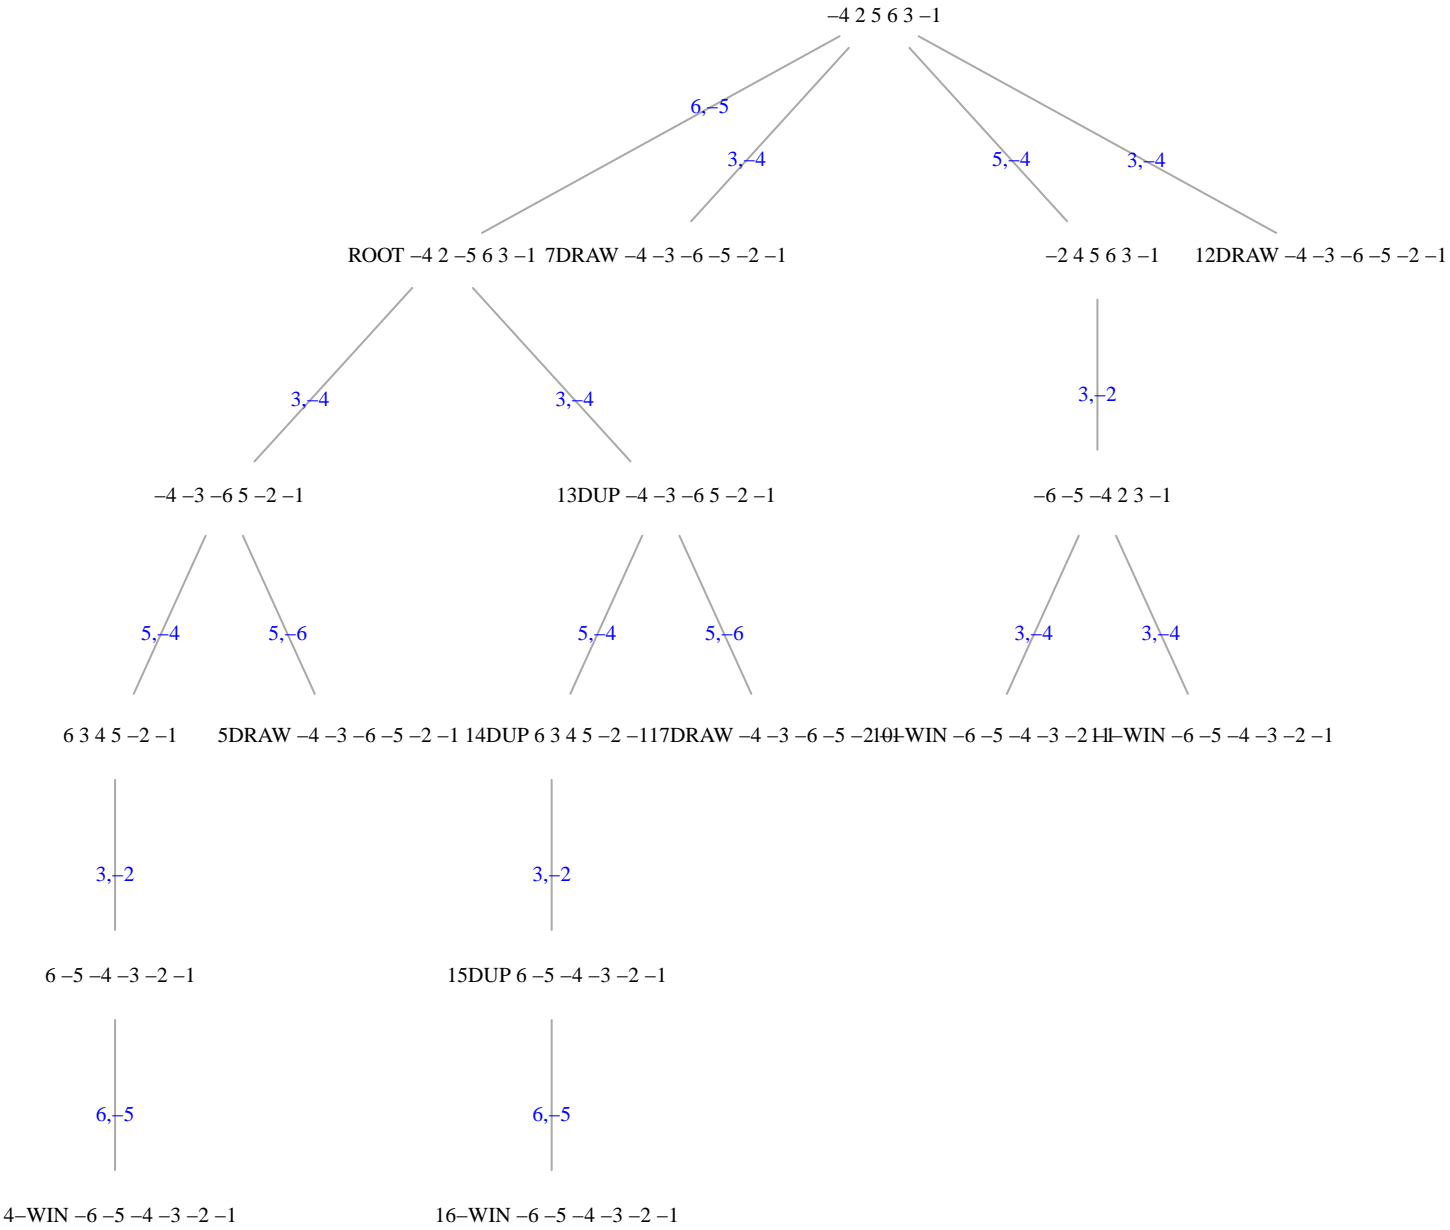 –4 2 5 6 3 –1
6,–5
3,–4
5,–4
3,–4
ROOT –4 2 –5 6 3 –1
7DRAW –4 –3 –6 –5 –2 –1
–2 4 5 6 3 –1
12DRAW –4 –3 –6 –5 –2 –1
3,–4
3,–4
3,–2
–4 –3 –6 5 –2 –1
13DUP –4 –3 –6 5 –2 –1
–6 –5 –4 2 3 –1
5,–4
5,–6
5,–4
5,–6
3,–4
3,–4
6 3 4 5 –2 –1
5DRAW –4 –3 –6 –5 –2 –1
14DUP 6 3 4 5 –2 –1
17DRAW –4 –3 –6 –5 –2 –1
10–WIN –6 –5 –4 –3 –2 –1
11–WIN –6 –5 –4 –3 –2 –1
3,–2
3,–2
6 –5 –4 –3 –2 –1
15DUP 6 –5 –4 –3 –2 –1
6,–5
6,–5
4–WIN –6 –5 –4 –3 –2 –1
16–WIN –6 –5 –4 –3 –2 –1